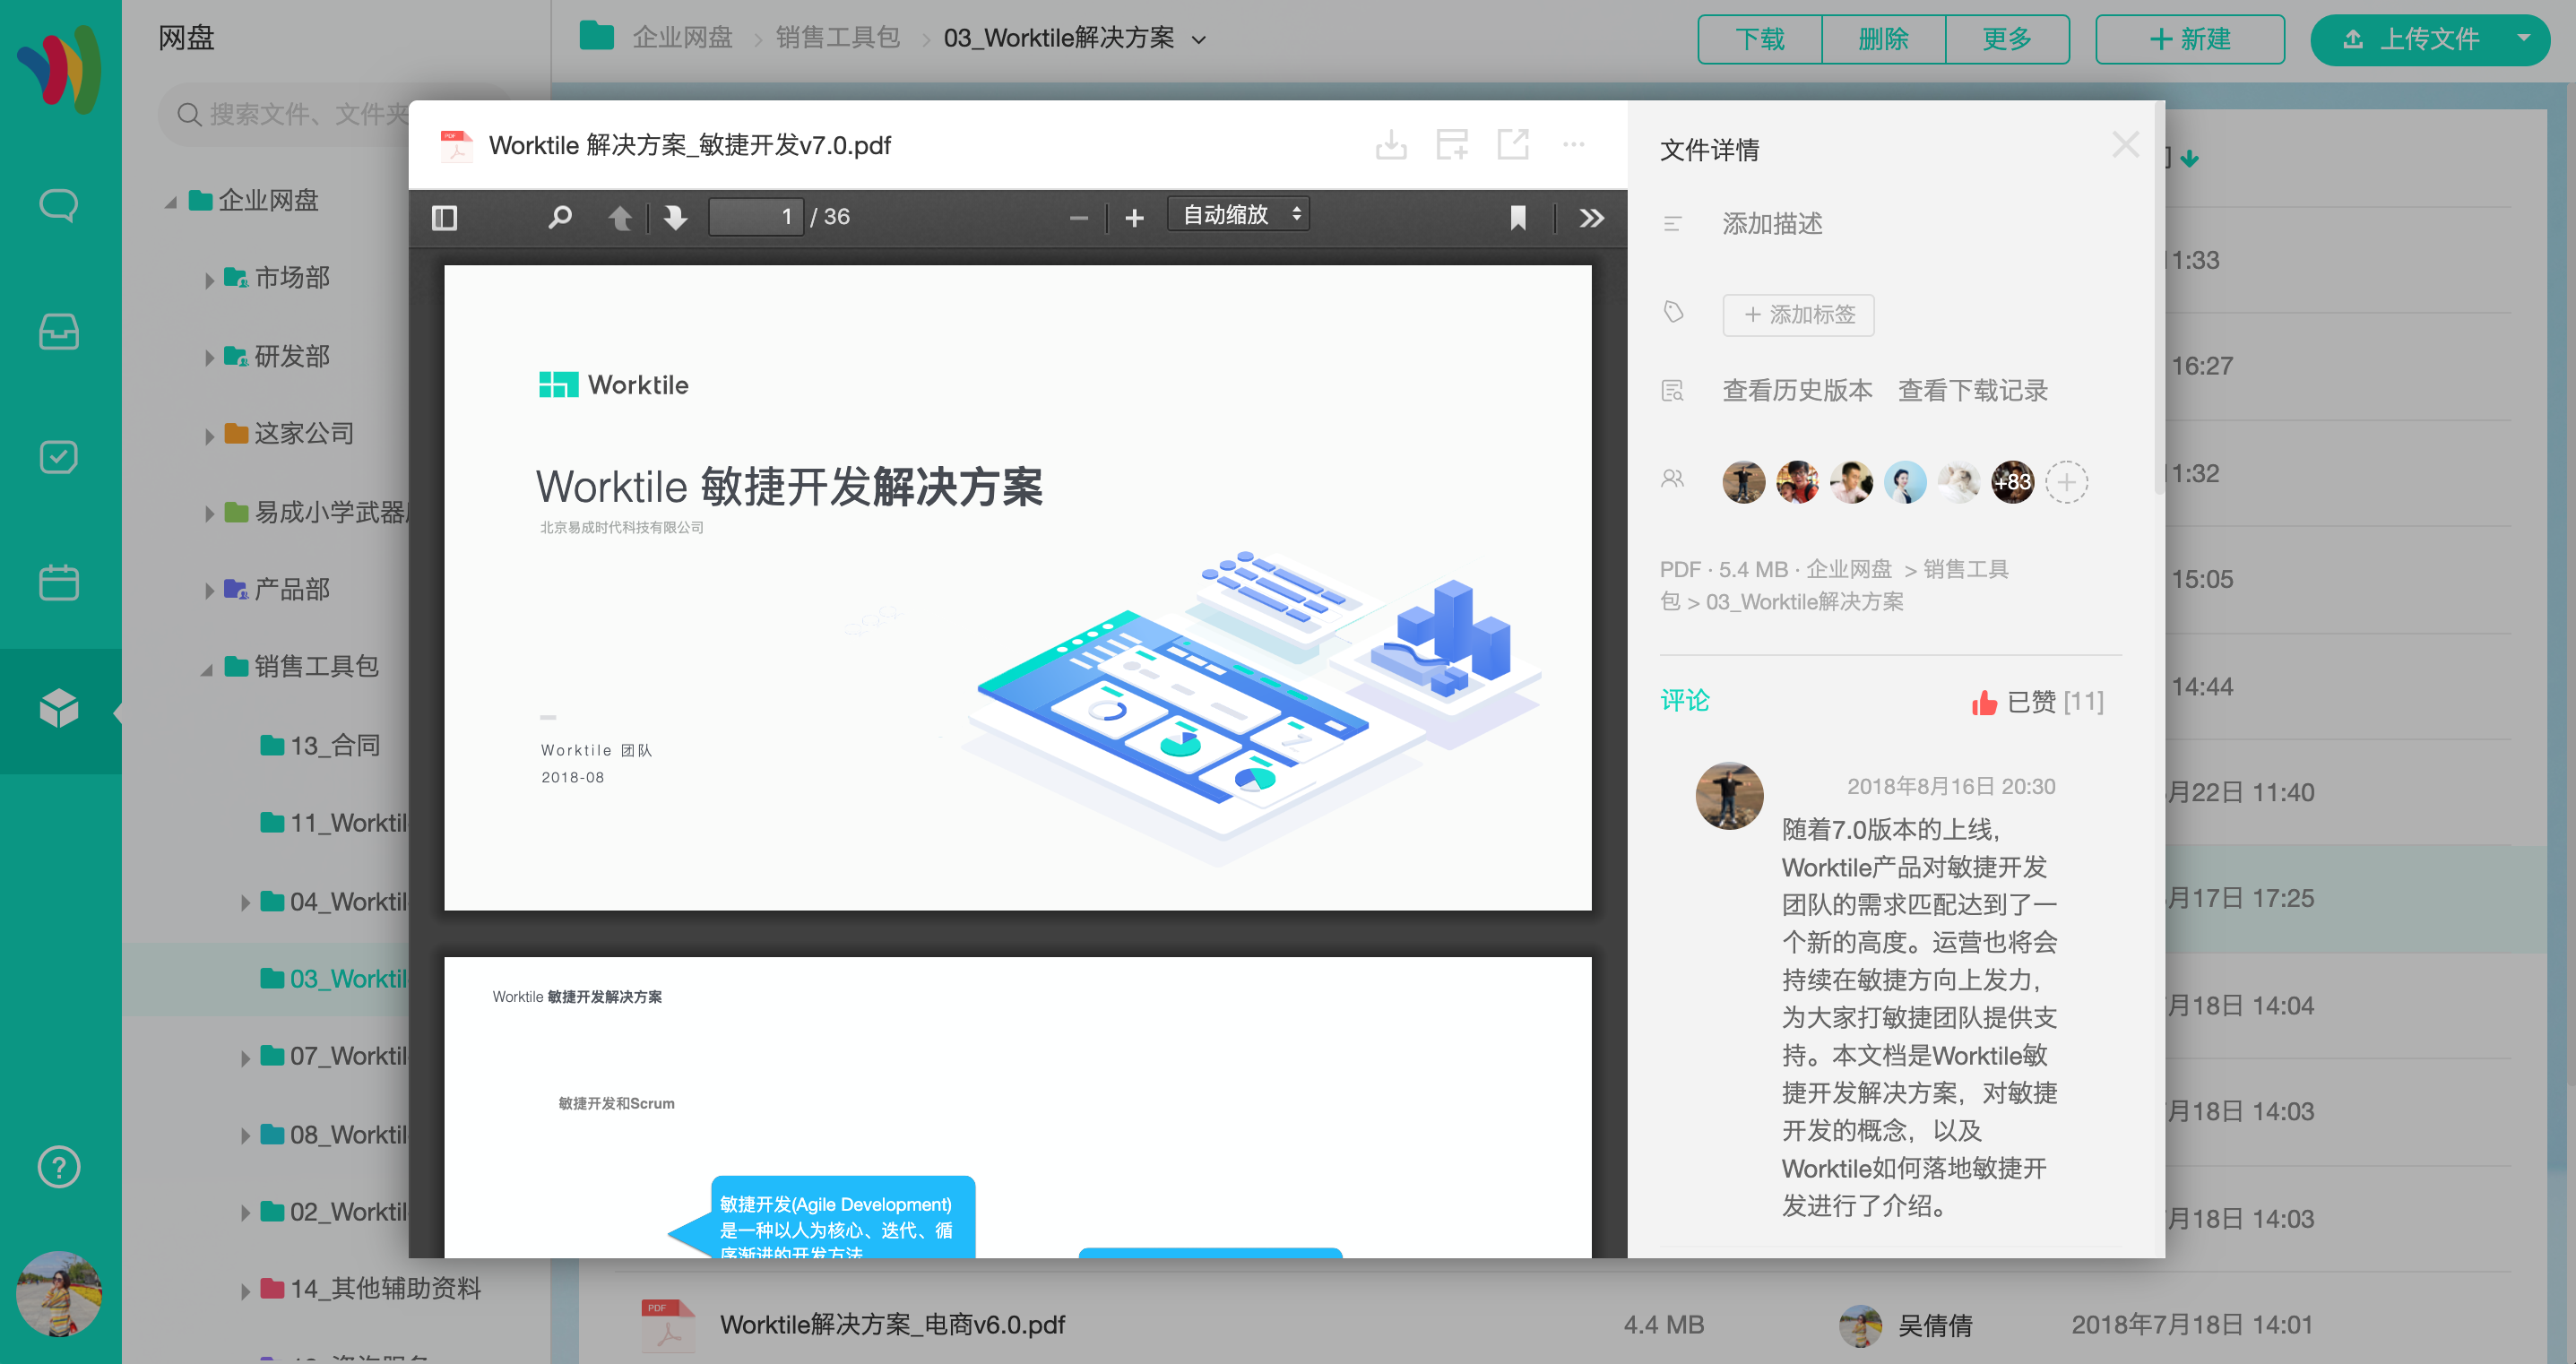 网盘
搜索文件、文件夹
企业网盘
市场部
研发部
这家公司
易成小学武器
产品部
销售工具包
13_合同
11_Workti
04_Workti
03_Workti
07_Workti
08_Workti
02_Workti
14_其他辅助资料
企业网盘
销售工具包
03_Worktile解决方案
下载
删除
更多
新建
上传文件
PDF
Worktile 解决方案_敏捷开发v7.0.pdf
1 / 36
自动缩放
Worktile
Worktile 敏捷开发解决方案
北京易成时代科技有限公司
Worktile 团队
2018-08
Worktile 敏捷开发解决方案
敏捷开发和Scrum
敏捷开发(Agile Development)
是一种以人为核心、迭代、循
序渐进的开发方法
文件详情
添加描述
+ 添加标签
查看历史版本 查看下载记录
+83
PDF · 5.4 MB · 企业网盘 > 销售工具
包 > 03_Worktile解决方案
评论
已赞 [11]
2018年8月16日 20:30
随着7.0版本的上线，
Worktile产品对敏捷开发
团队的需求匹配达到了一
个新的高度。运营也将会
持续在敏捷方向上发力，
为大家打敏捷团队提供支
持。本文档是Worktile敏
捷开发解决方案，对敏捷
开发的概念，以及
Worktile如何落地敏捷开
发进行了介绍。
1:33
16:27
1:32
15:05
14:44
月22日 11:40
月17日 17:25
月18日 14:04
月18日 14:03
月18日 14:03
PDF
Worktile解决方案_电商v6.0.pdf
4.4 MB
吴倩倩
2018年7月18日 14:01